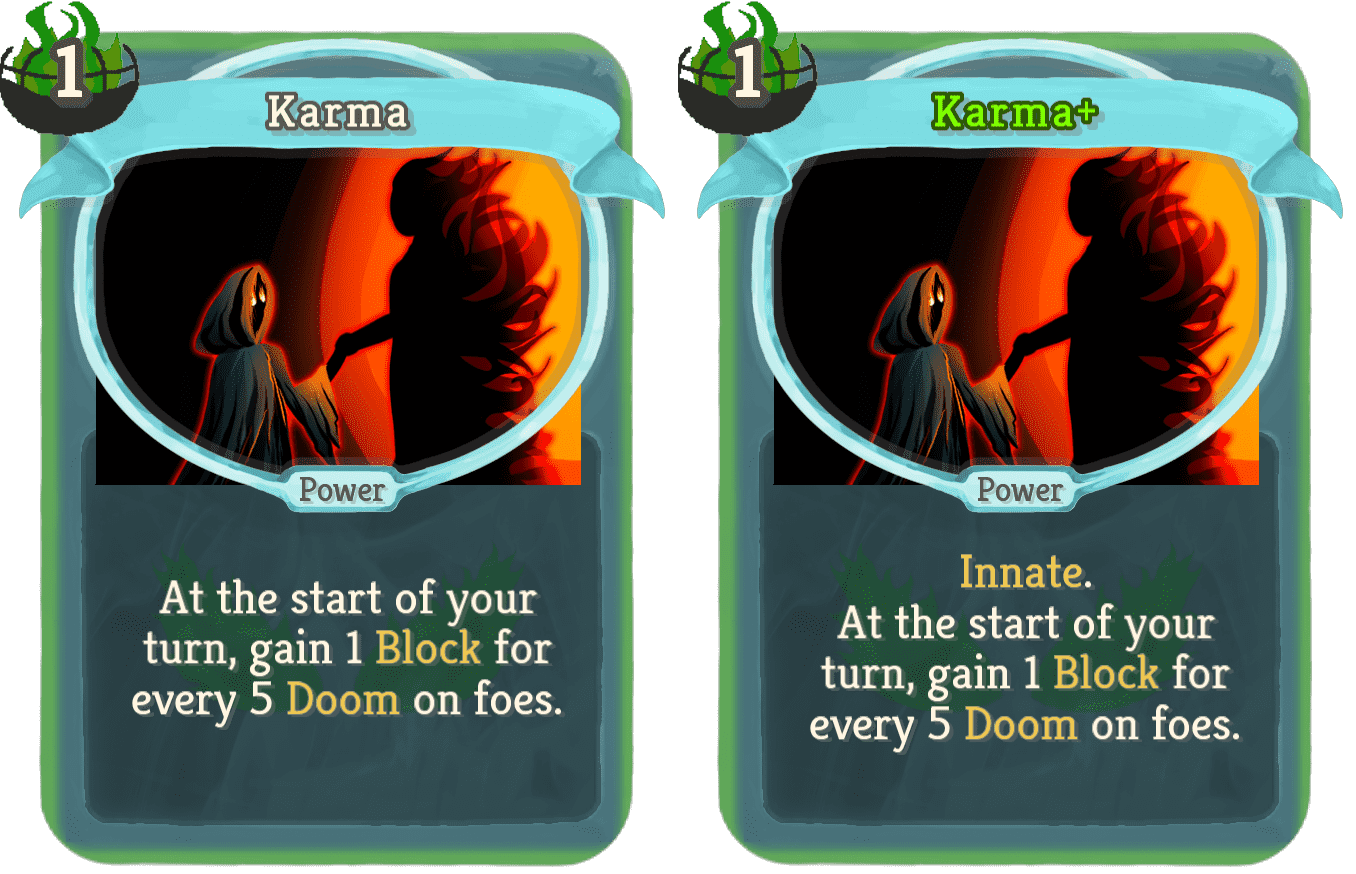 1
Karma
Power
At the start of your
turn, gain 1 Block for
every 5 Doom on foes.
1
Karma+
Power
Innate.
At the start of your
turn, gain 1 Block for
every 5 Doom on foes.